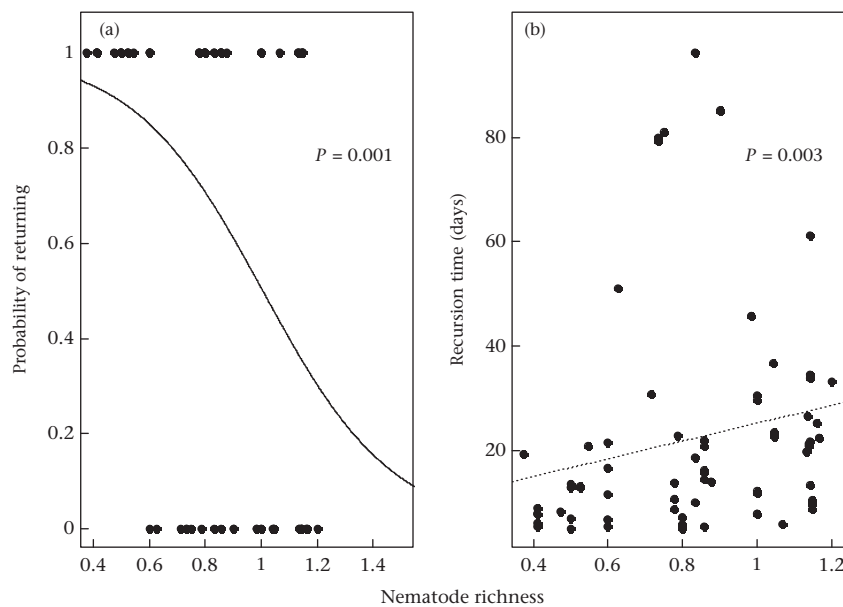 (a)
1
0.8
0.6
0.4
0.2
0
P = 0.001
Probability of returning
0.4 0.6 0.8 1 1.2 1.4
(b)
80
60
40
20
P = 0.003
Recursion time (days)
0.4 0.6 0.8 1 1.2
Nematode richness